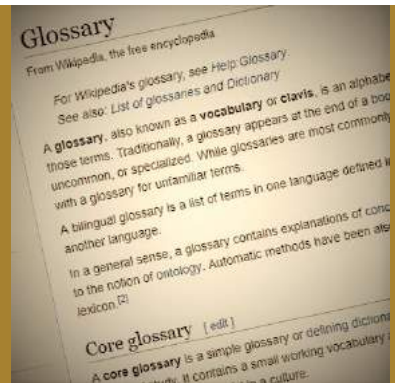 Glossary
From Wikipedia, the free encyclopedia
For Wikipedia's glossary, see Help:Glossary.
See also: List of glossaries and Dictionary
A glossary, also known as a vocabulary or clavis, is an alphabe
those terms. Traditionally, a glossary appears at the end of a boo
uncommon, or specialized. While glossaries are most commonly
with a glossary for unfamiliar terms.
A bilingual glossary is a list of terms in one language defined i
another language.
In a general sense, a glossary contains explanations of conc
to the notion of ontology. Automatic methods have been als
lexicon.[2]
Core glossary [edit]
A core glossary is a simple glossary or defining dictiona
It contains a small working vocabulary
in a culture.